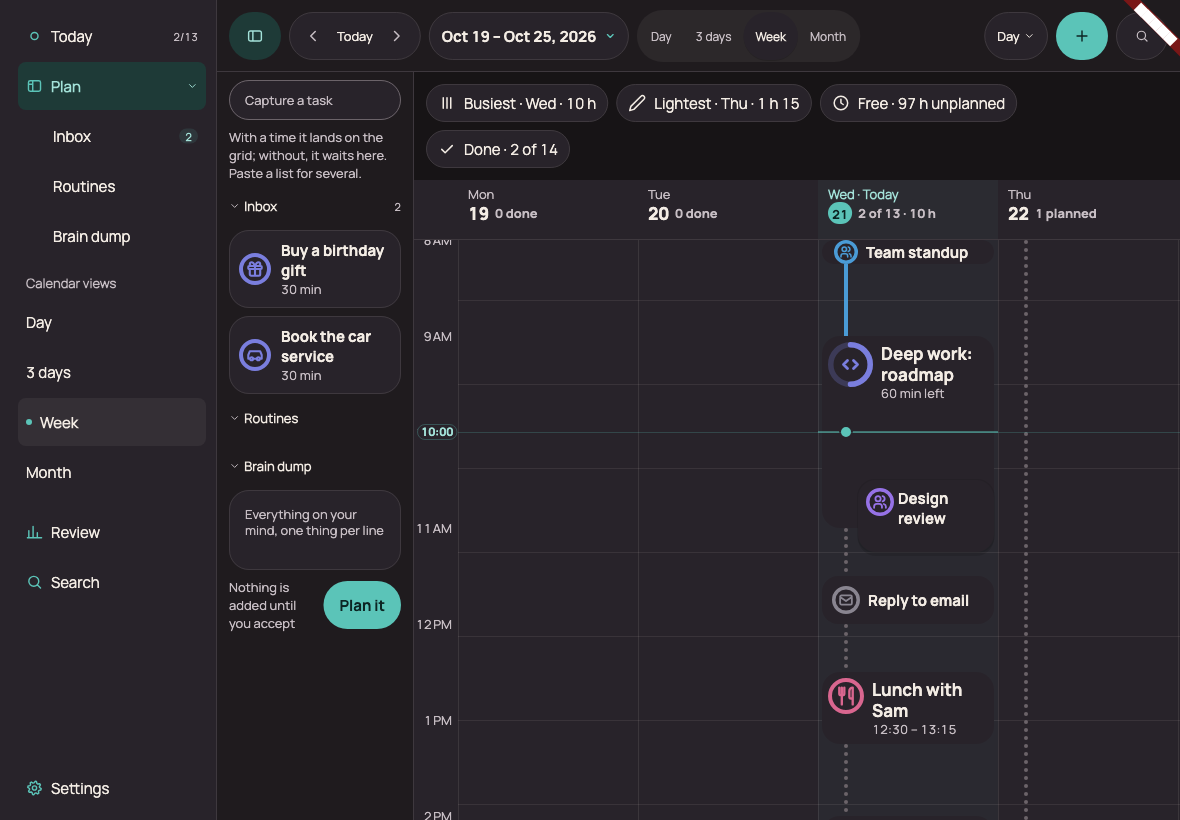 Today 2/13
Plan
Inbox 2
Routines
Brain dump
Calendar views
Day
3 days
Week
Month
Review
Search
Settings
Today
Oct 19 – Oct 25, 2026
Day 3 days Week Month
Day
Capture a task
With a time it lands on the
grid; without, it waits here.
Paste a list for several.
Inbox 2
Buy a birthday
gift
30 min
Book the car
service
30 min
Routines
Brain dump
Everything on your
mind, one thing per line
Nothing is
added until
you accept
Plan it
Busiest · Wed · 10 h
Lightest · Thu · 1 h 15
Free · 97 h unplanned
Done · 2 of 14
Mon
19 0 done
Tue
20 0 done
Wed · Today
21 2 of 13 · 10 h
Thu
22 1 planned
8 AM
Team standup
9 AM
Deep work:
roadmap
60 min left
10:00
Design
review
11 AM
Reply to email
12 PM
Lunch with
Sam
12:30 – 13:15
1 PM
2 PM